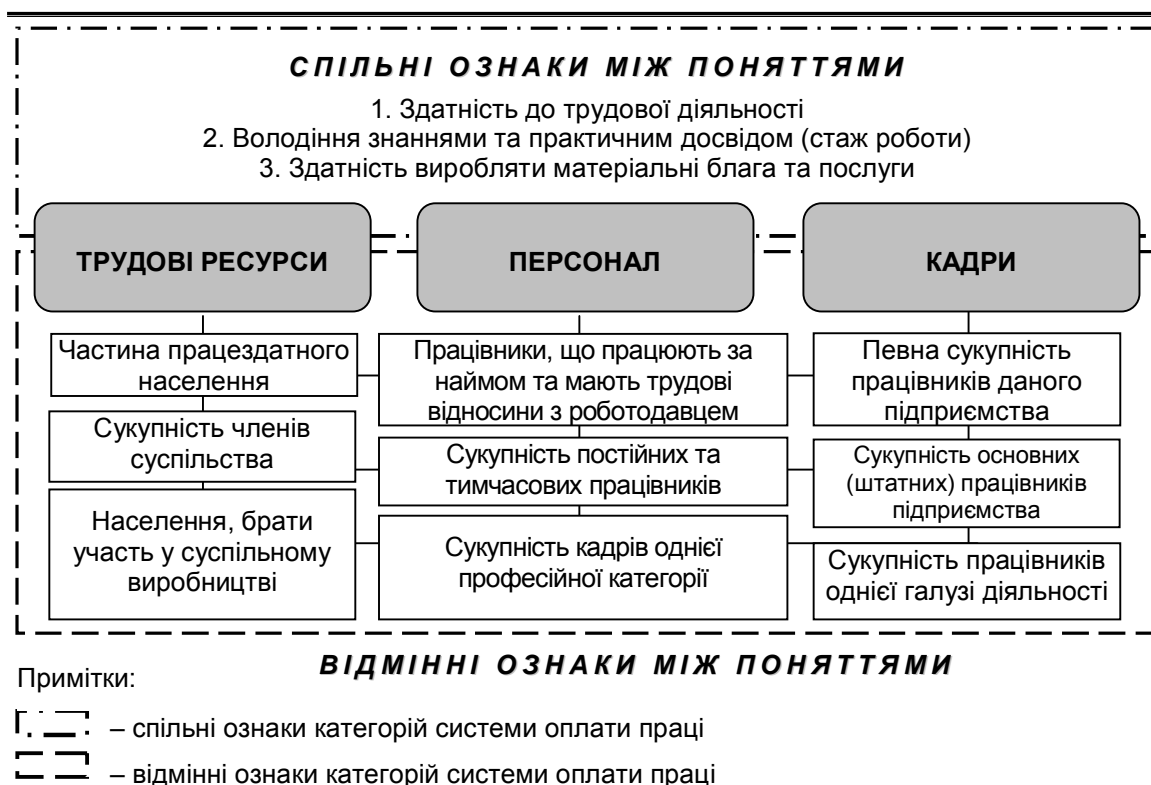 СПІЛЬНІ ОЗНАКИ МІЖ ПОНЯТТЯМИ
1. Здатність до трудової діяльності
2. Володіння знаннями та практичним досвідом (стаж роботи)
3. Здатність виробляти матеріальні блага та послуги
ТРУДОВІ РЕСУРСИ
ПЕРСОНАЛ
КАДРИ
Частина працездатного
населення
Сукупність членів
суспільства
Населення, брати
участь у суспільному
виробництві
Працівники, що працюють за
наймом та мають трудові
відносини з роботодавцем
Сукупність постійних та
тимчасових працівників
Сукупність кадрів однієї
професійної категорії
Певна сукупність
працівників даного
підприємства
Сукупність основних
(штатних) працівників
підприємства
Сукупність працівників
однієї галузі діяльності
ВІДМІННІ ОЗНАКИ МІЖ ПОНЯТТЯМИ
Примітки:
– спільні ознаки категорій системи оплати праці
– відмінні ознаки категорій системи оплати праці